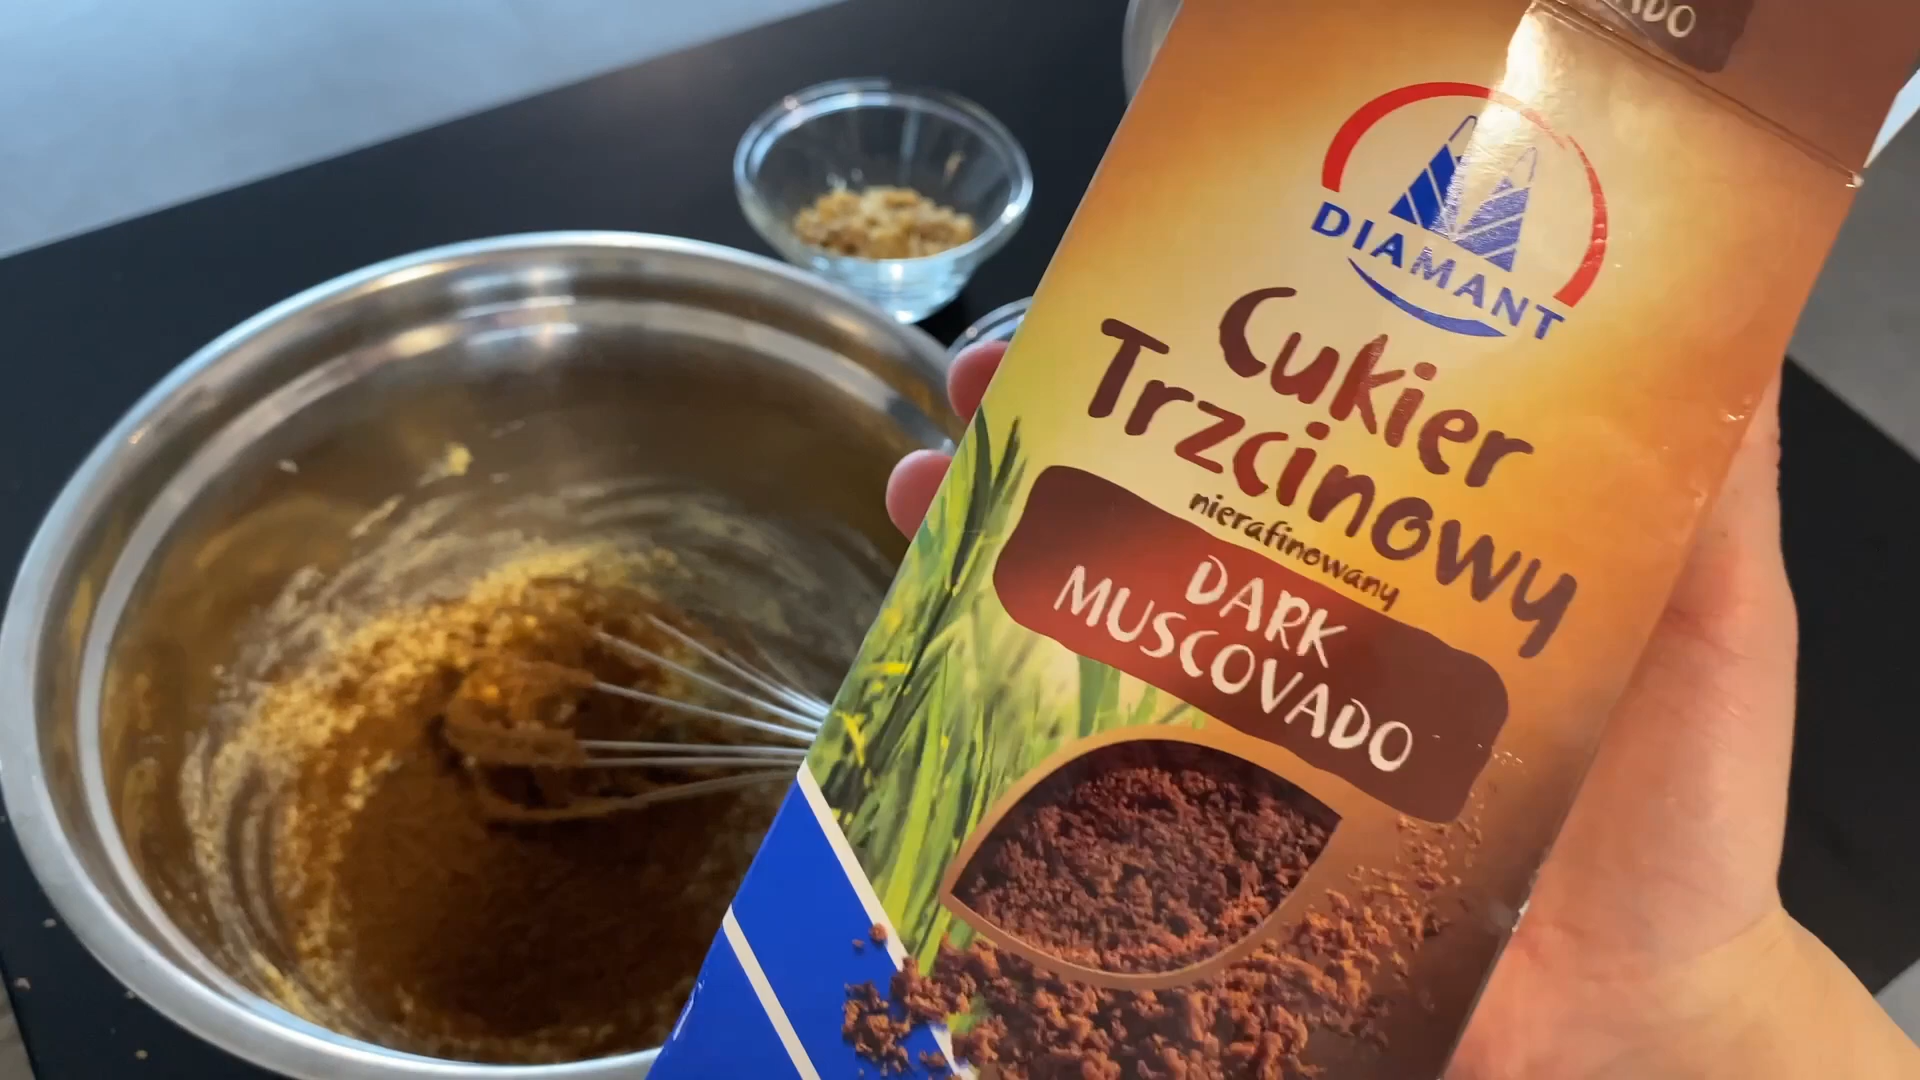 DIAMANT
Cukier
Trzcinowy
nierafinowany
DARK
MUSCOVADO